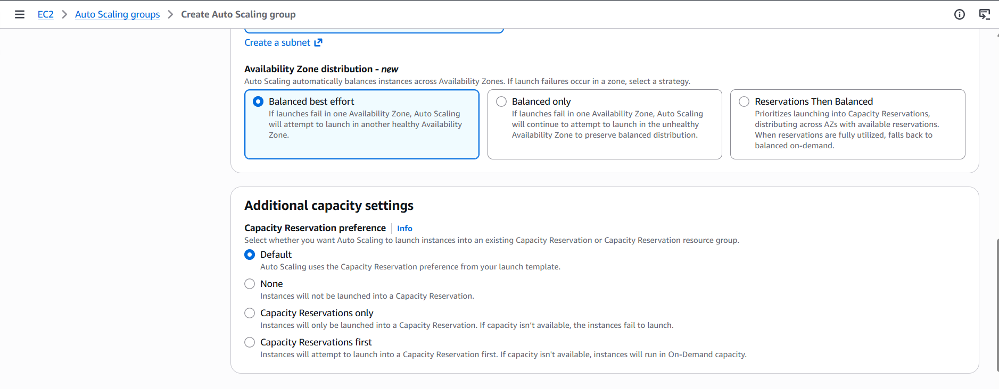 EC2 > Auto Scaling groups > Create Auto Scaling group
Create a subnet
Availability Zone distribution - new
Auto Scaling automatically balances instances across Availability Zones. If launch failures occur in a zone, select a strategy.
Balanced best effort
If launches fail in one Availability Zone, Auto Scaling
will attempt to launch in another healthy Availability
Zone.
Balanced only
If launches fail in one Availability Zone, Auto Scaling
will continue to attempt to launch in the unhealthy
Availability Zone to preserve balanced distribution.
Reservations Then Balanced
Prioritizes launching into Capacity Reservations,
distributing across AZs with available reservations.
When reservations are fully utilized, falls back to
balanced on-demand.
Additional capacity settings
Capacity Reservation preference | Info
Select whether you want Auto Scaling to launch instances into an existing Capacity Reservation or Capacity Reservation resource group.
Default
Auto Scaling uses the Capacity Reservation preference from your launch template.
None
Instances will not be launched into a Capacity Reservation.
Capacity Reservations only
Instances will only be launched into a Capacity Reservation. If capacity isn’t available, the instances fail to launch.
Capacity Reservations first
Instances will attempt to launch into a Capacity Reservation first. If capacity isn't available, instances will run in On-Demand capacity.